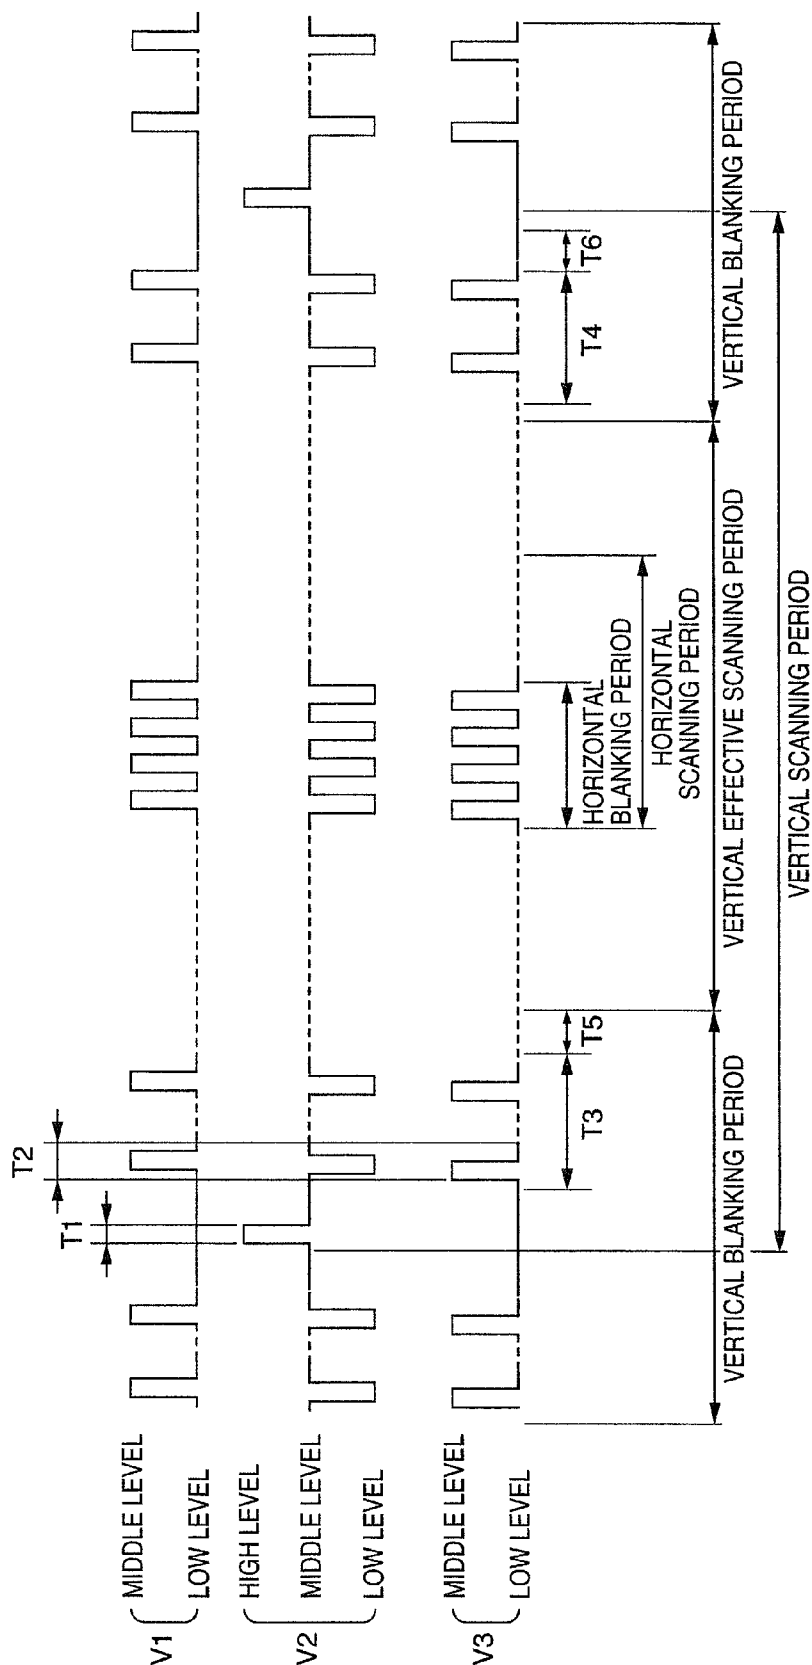 V1
MIDDLE LEVEL
LOW LEVEL
V2
HIGH LEVEL
MIDDLE LEVEL
LOW LEVEL
V3
MIDDLE LEVEL
LOW LEVEL
T1
T2
T3
T5
T4
T6
HORIZONTAL
BLANKING PERIOD
HORIZONTAL
SCANNING PERIOD
VERTICAL BLANKING PERIOD
VERTICAL EFFECTIVE SCANNING PERIOD
VERTICAL BLANKING PERIOD
VERTICAL SCANNING PERIOD